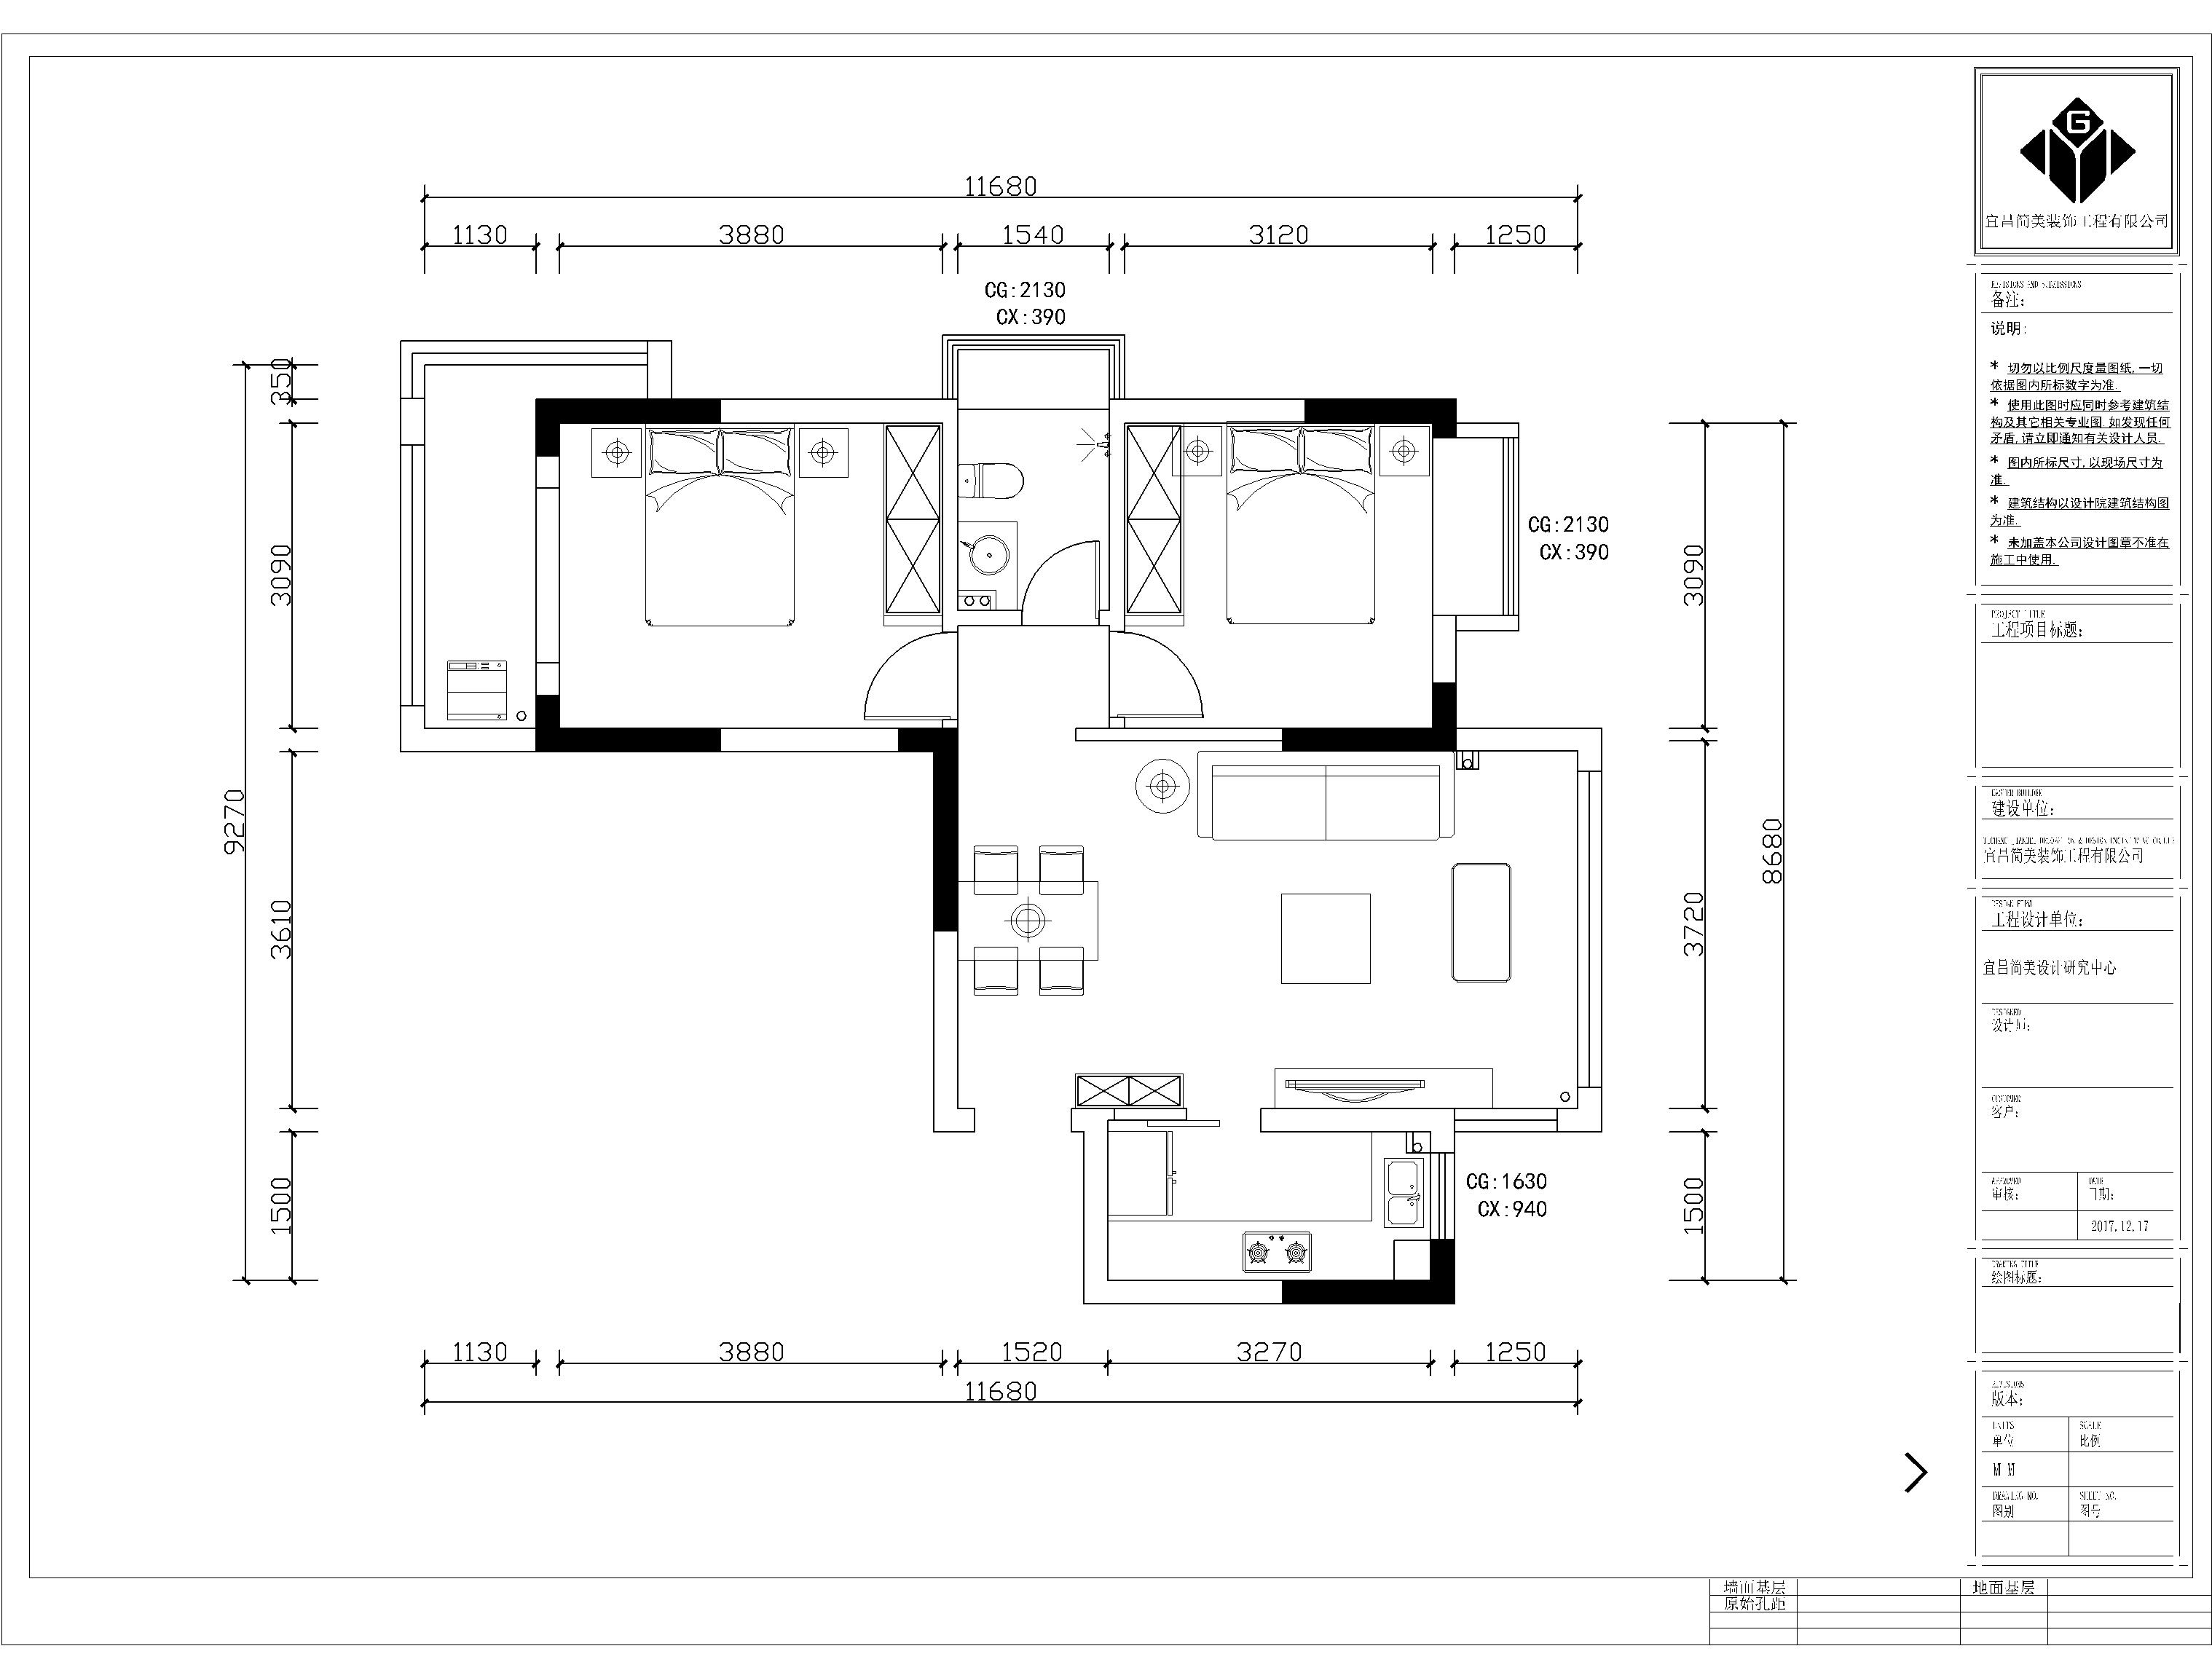 11680
1130 3880 1540 3120 1250
CG:2130
CX:390
350
3090
3610
1500
9270
CG:2130
CX:390
3090
3720
1500
8680
CG:1630
CX:940
1130 3880 1520 3270 1250
11680
G
宜昌简美装饰工程有限公司
备注:
说明:
* 切勿以比例尺度量图纸,一切
依据图内所标数字为准.
* 使用此图时应同时参考建筑结
构及其它相关专业图.如发现任何
矛盾,请立即通知有关设计人员.
* 图内所标尺寸,以现场尺寸为
准.
* 建筑结构以设计院建筑结构图
为准.
* 未加盖本公司设计图章不准在
施工中使用.
PROJECT TITLE
工程项目标题:
建设单位:
宜昌简美装饰工程有限公司
工程设计单位:
宜昌简美设计研究中心
DESIGNED
设计师:
CUSTOMER
客户:
APPROVED DATE
审核: 日期:
2017.12.17
DRAWING TITLE
绘图标题:
版本:
UNITS SCALE
单位 比例
M M
DRAWING NO. SHEET NO.
图别 图号
墙面基层 地面基层
原始孔距